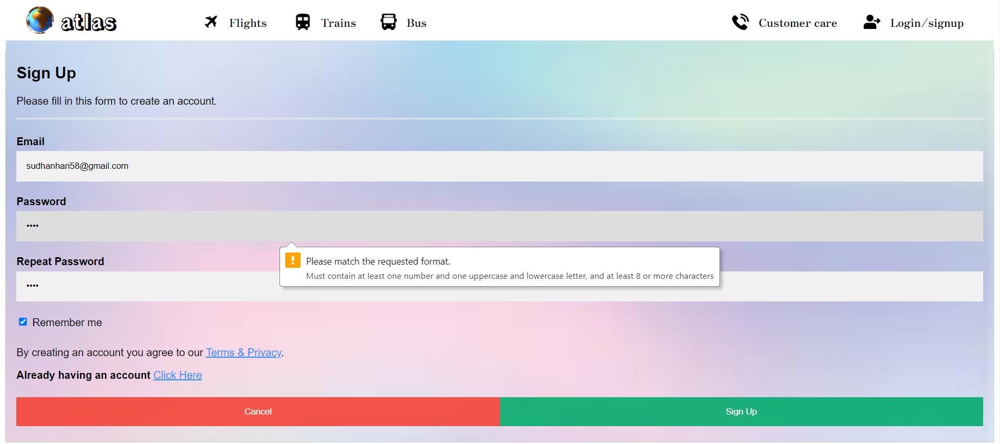 atlas Flights Trains Bus Customer care Login/signup
Sign Up
Please fill in this form to create an account.
Email
sudhanhari58@gmail.com
Password
••••
Please match the requested format.
Must contain at least one number and one uppercase and lowercase letter, and at least 8 or more characters
Repeat Password
••••
Remember me
By creating an account you agree to our Terms & Privacy.
Already having an account Click Here
Cancel Sign Up